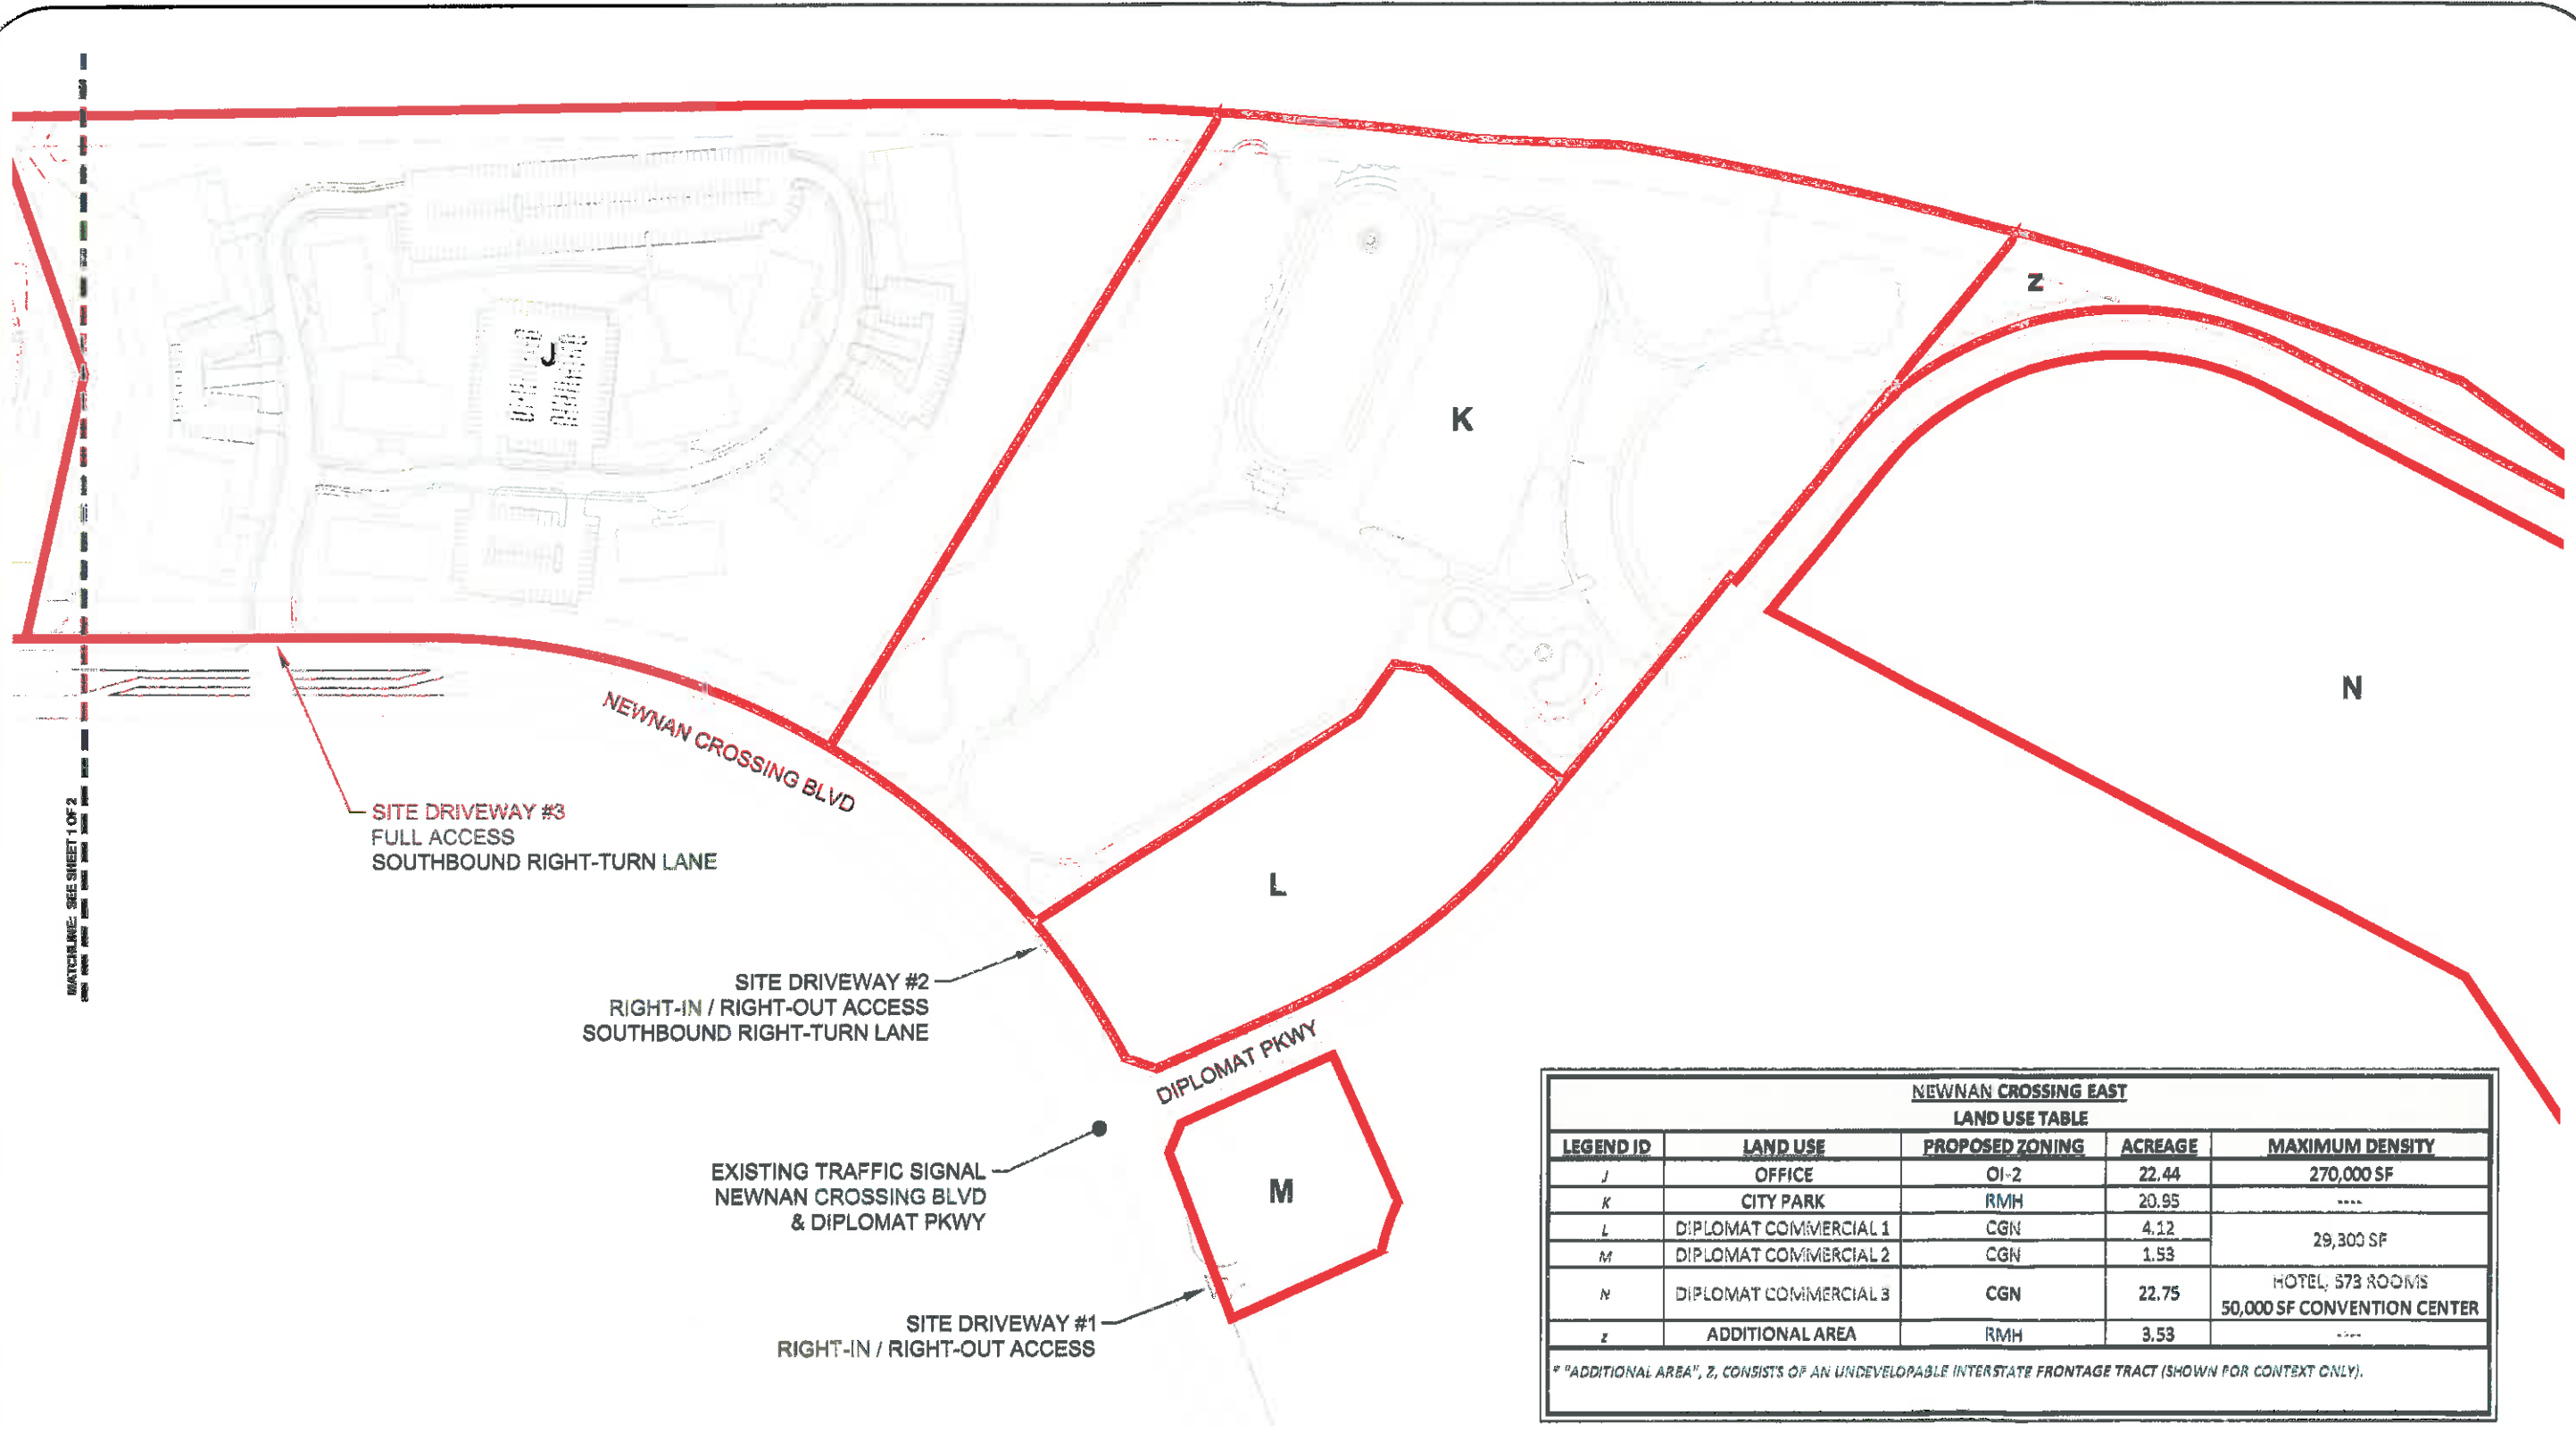 J
K
Z
N
L
M
NEWNAN CROSSING BLVD
MATCHLINE: SEE SHEET 1 OF 2
SITE DRIVEWAY #3
FULL ACCESS
SOUTHBOUND RIGHT-TURN LANE
SITE DRIVEWAY #2
RIGHT-IN / RIGHT-OUT ACCESS
SOUTHBOUND RIGHT-TURN LANE
DIPLOMAT PKWY
EXISTING TRAFFIC SIGNAL
NEWNAN CROSSING BLVD
& DIPLOMAT PKWY
SITE DRIVEWAY #1
RIGHT-IN / RIGHT-OUT ACCESS
NEWNAN CROSSING EAST
LAND USE TABLE
LEGEND ID LAND USE PROPOSED ZONING ACREAGE MAXIMUM DENSITY
J OFFICE OI-2 22.44 270,000 SF
K CITY PARK RMH 20.95 ----
L DIPLOMAT COMMERCIAL 1 CGN 4.12 29,300 SF
M DIPLOMAT COMMERCIAL 2 CGN 1.53
N DIPLOMAT COMMERCIAL 3 CGN 22.75 HOTEL, 573 ROOMS
50,000 SF CONVENTION CENTER
Z ADDITIONAL AREA RMH 3.53 ----
* "ADDITIONAL AREA", Z, CONSISTS OF AN UNDEVELOPABLE INTERSTATE FRONTAGE TRACT (SHOWN FOR CONTEXT ONLY).